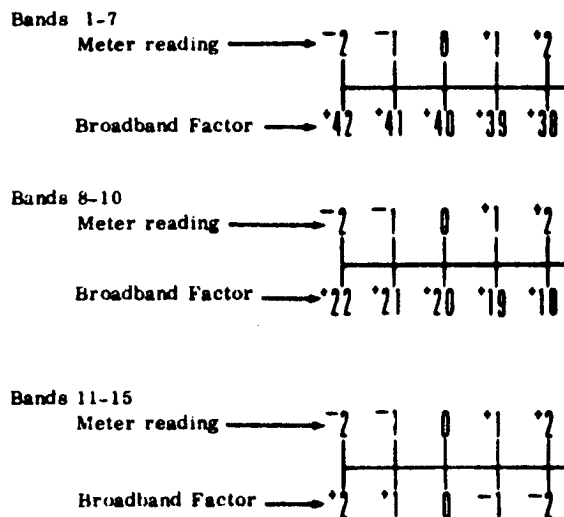 Bands 1-7
Meter reading -2 -1 0 +1 +2
Broadband Factor +42 +41 +40 +39 +38
Bands 8-10
Meter reading -2 -1 0 +1 +2
Broadband Factor +22 +21 +20 +19 +18
Bands 11-15
Meter reading -2 -1 0 +1 +2
Broadband Factor +2 +1 0 -1 -2